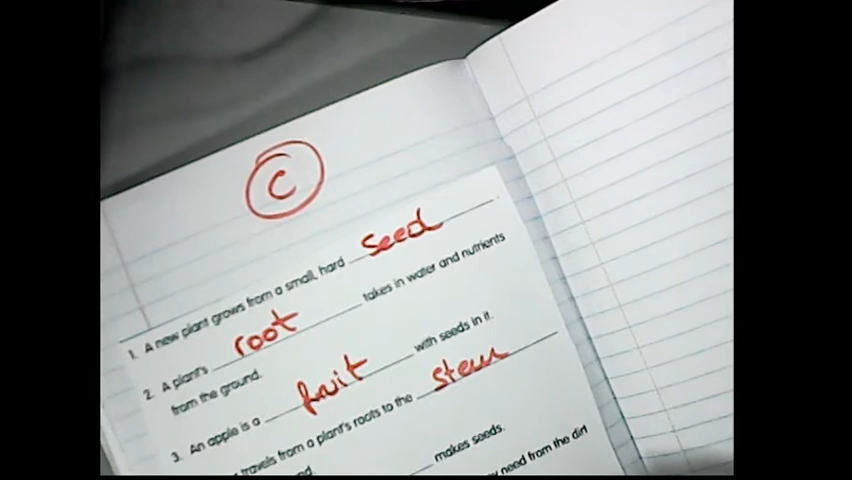 C
1. A new plant grows from a small, hard seed
2. A plant's root takes in water and nutrients
from the ground.
3. An apple is a fruit with seeds in it.
travels from a plant's roots to the stem
makes seeds.
need from the dirt